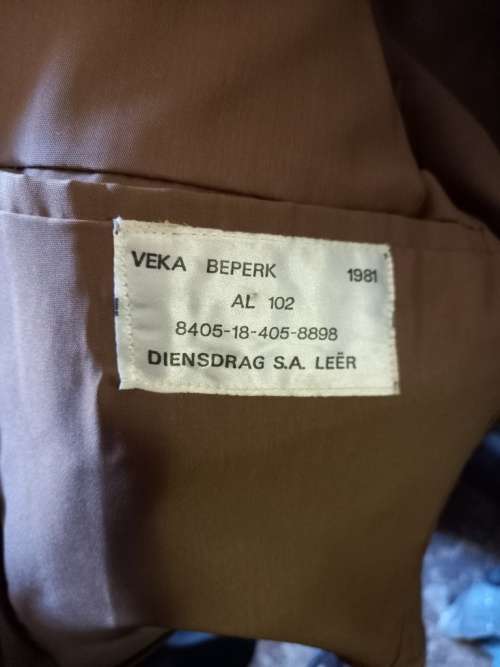 VEKA BEPERK 1981
AL 102
8405-18-405-8898
DIENSDRAG S.A. LEËR